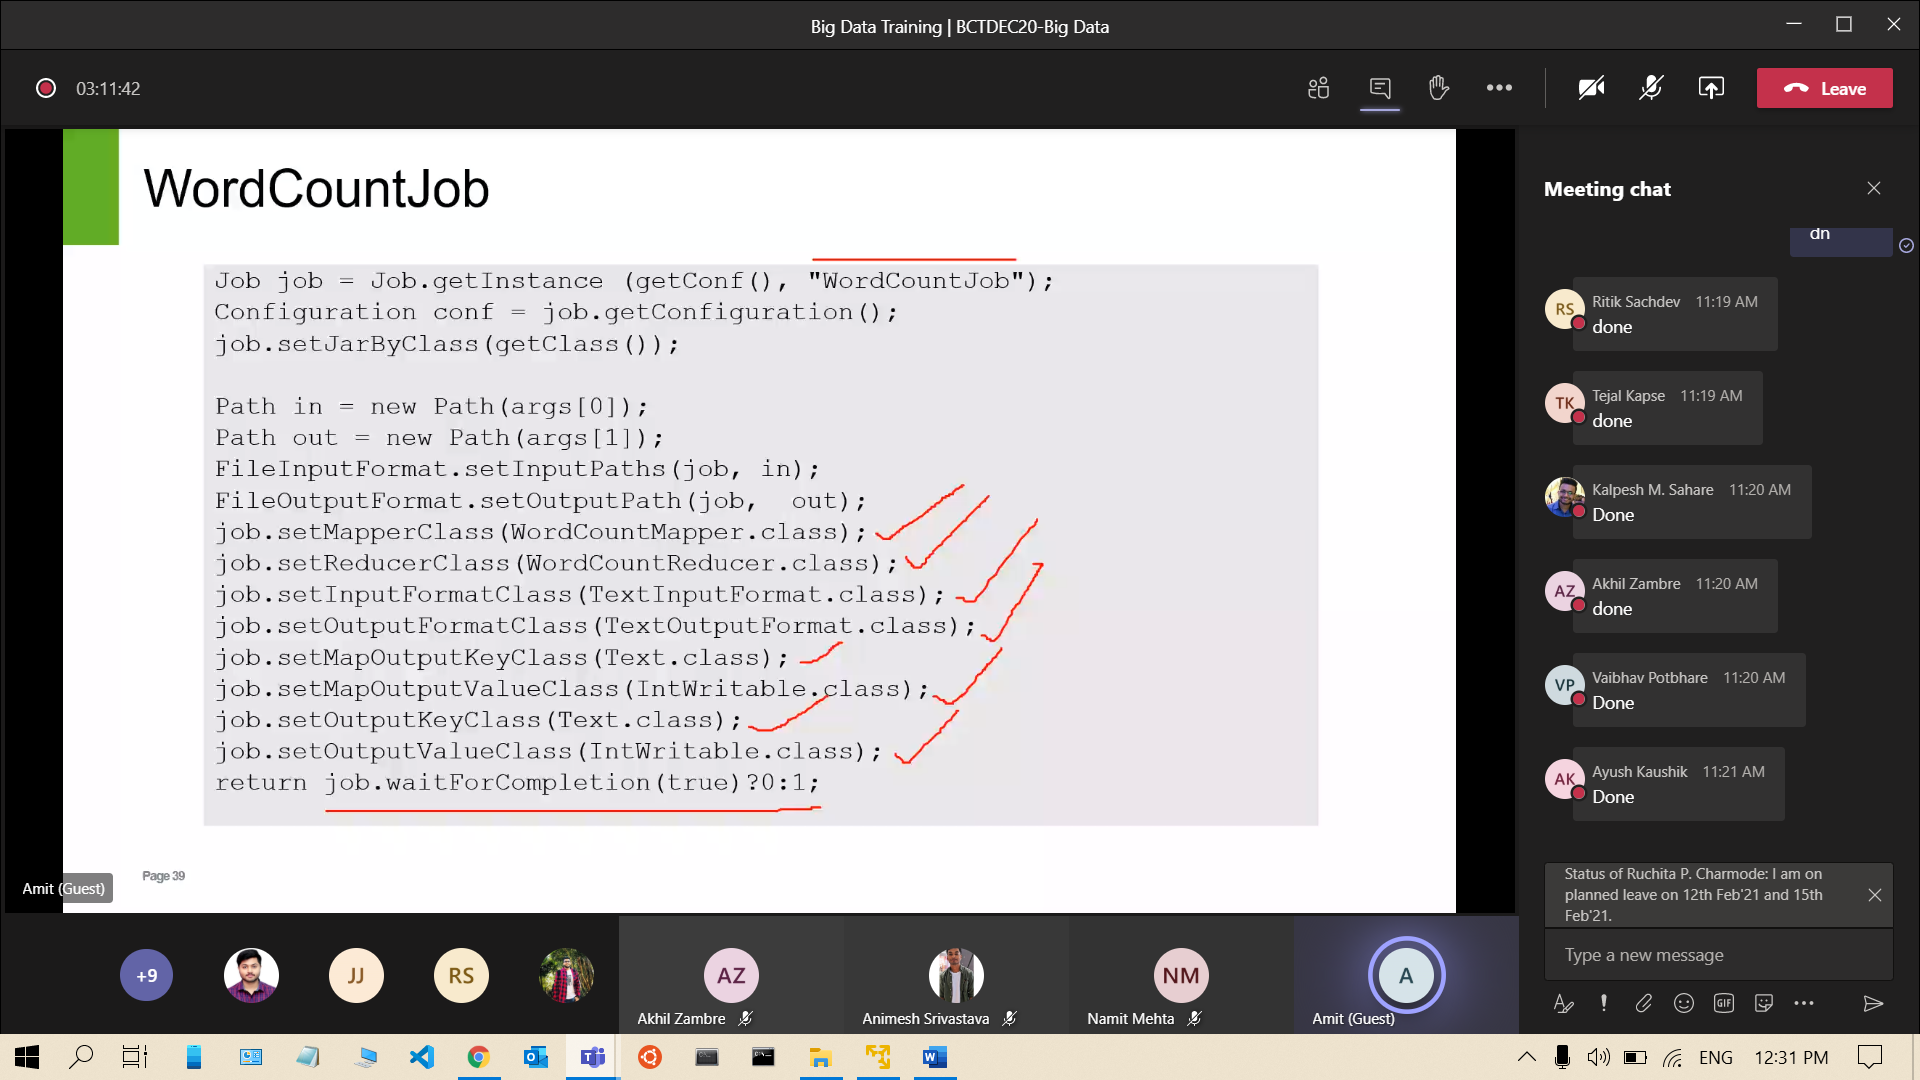 Big Data Training | BCTDEC20-Big Data
03:11:42
Leave
WordCountJob
Job job = Job.getInstance (getConf(), "WordCountJob");
Configuration conf = job.getConfiguration();
job.setJarByClass(getClass());
Path in = new Path(args[0]);
Path out = new Path(args[1]);
FileInputFormat.setInputPaths(job, in);
FileOutputFormat.setOutputPath(job, out);
job.setMapperClass(WordCountMapper.class);
job.setReducerClass(WordCountReducer.class);
job.setInputFormatClass(TextInputFormat.class);
job.setOutputFormatClass(TextOutputFormat.class);
job.setMapOutputKeyClass(Text.class);
job.setMapOutputValueClass(IntWritable.class);
job.setOutputKeyClass(Text.class);
job.setOutputValueClass(IntWritable.class);
return job.waitForCompletion(true)?0:1;
Page 39
Amit (Guest)
Meeting chat
dn
RS
Ritik Sachdev 11:19 AM
done
TK
Tejal Kapse 11:19 AM
done
Kalpesh M. Sahare 11:20 AM
Done
AZ
Akhil Zambre 11:20 AM
done
VP
Vaibhav Potbhare 11:20 AM
Done
AK
Ayush Kaushik 11:21 AM
Done
Status of Ruchita P. Charmode: I am on
planned leave on 12th Feb'21 and 15th
Feb'21.
Type a new message
GIF
+9
JJ
RS
AZ
Akhil Zambre
Animesh Srivastava
NM
Namit Mehta
A
Amit (Guest)
ENG
12:31 PM